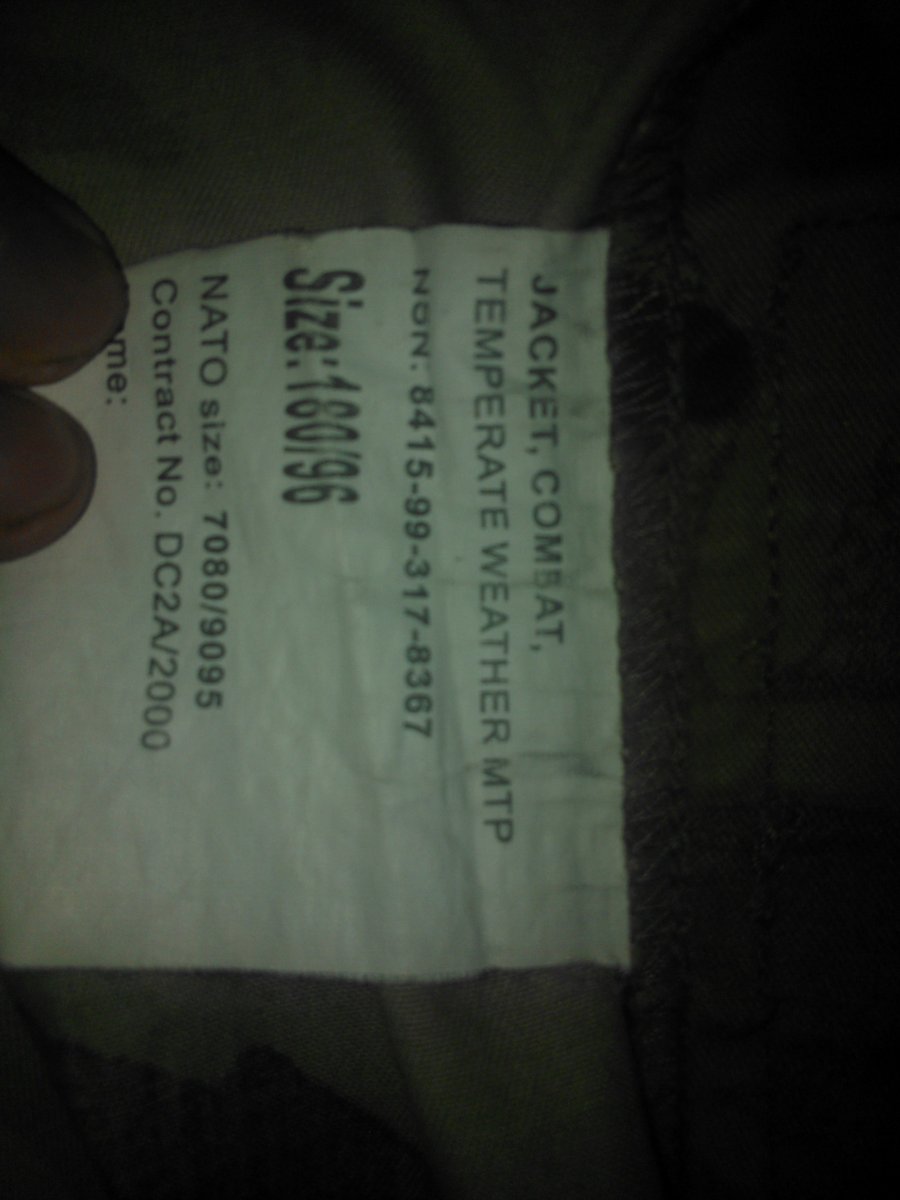 JACKET, COMBAT,
TEMPERATE WEATHER MTP
NSN: 8415-99-317-8367
Size: 180/96
NATO size: 7080/9095
Contract No. DC2A/2000
me: